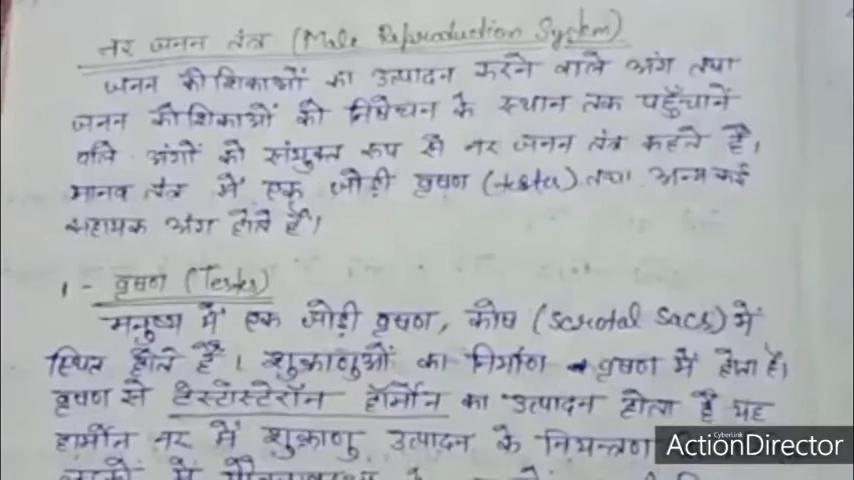 नर जनन तंत्र (Male Reproduction System)
जनन कोशिकाओं का उत्पादन करने वाले अंग तथा
जनन कोशिकाओं को निषेचन के स्थान तक पहुँचाने
वाले अंगों को संयुक्त रूप से नर जनन तंत्र कहते है।
मानव तंत्र में एक जोड़ी वृषण (testes) तथा अन्य कई
सहायक अंग होते हैं।
1 - वृषण (Testes)
मनुष्य में एक जोड़ी वृषण, कोष (Scrotal Sacs) में
स्थित होते हैं। शुक्राणुओं का निर्माण वृषण में होता है।
वृषण से टेस्टोस्टेरॉन हॉर्मोन का उत्पादन होता है यह
हार्मोन नर में शुक्राणु उत्पादन के नियन्त्रण
CyberLink
ActionDirector